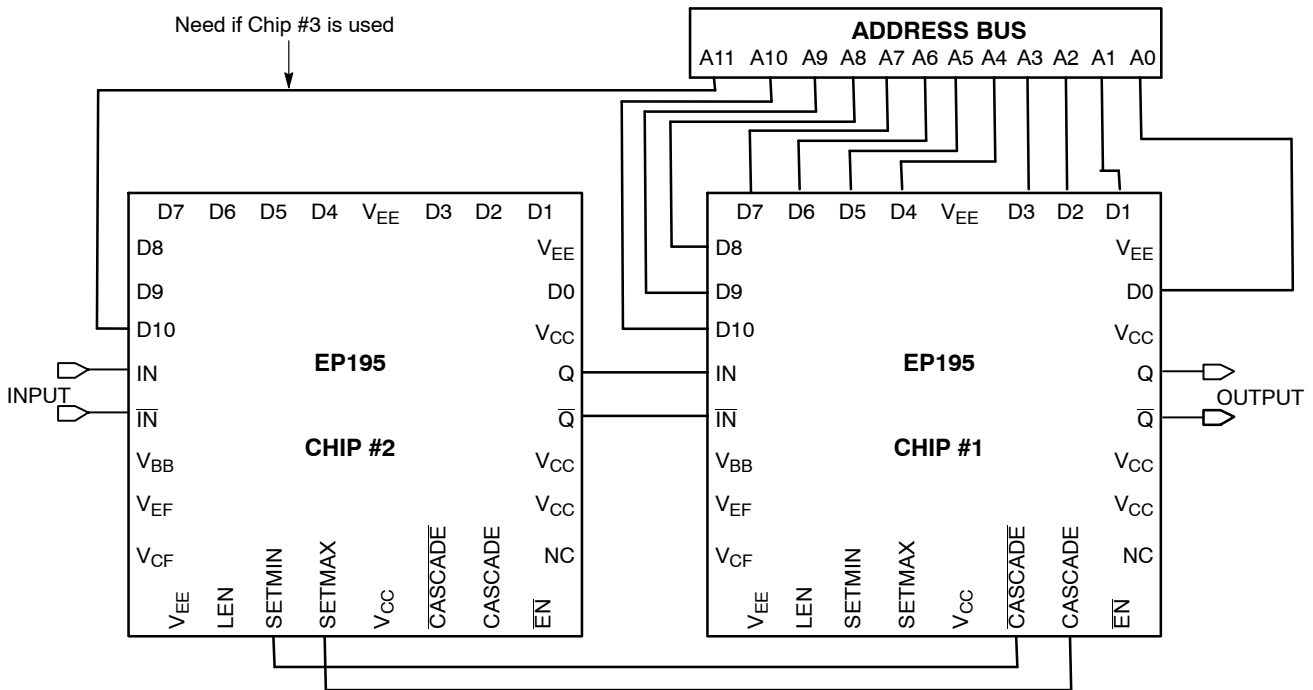 Need if Chip #3 is used
ADDRESS BUS
A11 A10 A9 A8 A7 A6 A5 A4 A3 A2 A1 A0
D7 D6 D5 D4 VEE D3 D2 D1
D8
VEE
D9
D0
D10
VCC
EP195
IN
Q
INPUT
IN
Q
CHIP #2
VBB
VCC
VEF
VCC
VCF
NC
VEE
LEN
SETMIN
SETMAX
VCC
CASCADE
CASCADE
EN
D7 D6 D5 D4 VEE D3 D2 D1
D8
VEE
D9
D0
D10
VCC
EP195
IN
Q
OUTPUT
IN
Q
CHIP #1
VBB
VCC
VEF
VCC
VCF
NC
VEE
LEN
SETMIN
SETMAX
VCC
CASCADE
CASCADE
EN